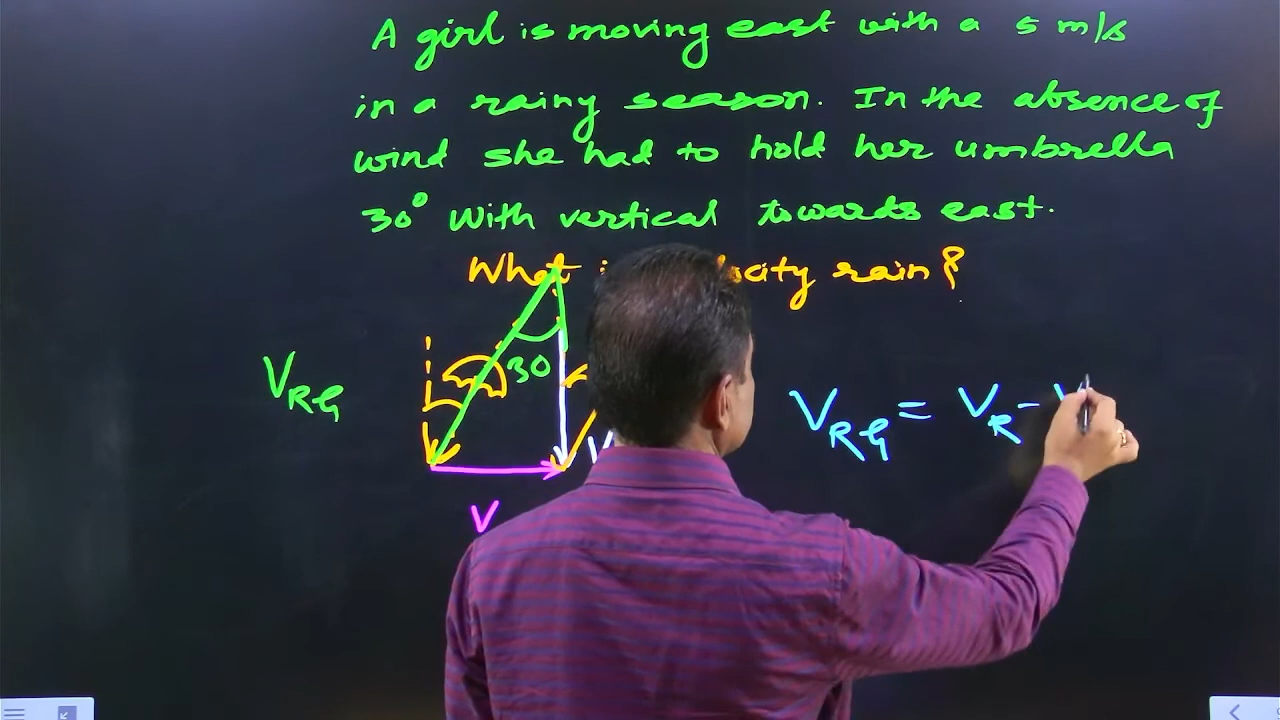 A girl is moving east with a 5 m/s
in a rainy season. In the absence of
wind she had to hold her umbrella
30° with vertical towards east.
What rain?
30
V_RG
V_RG = V_R -
V